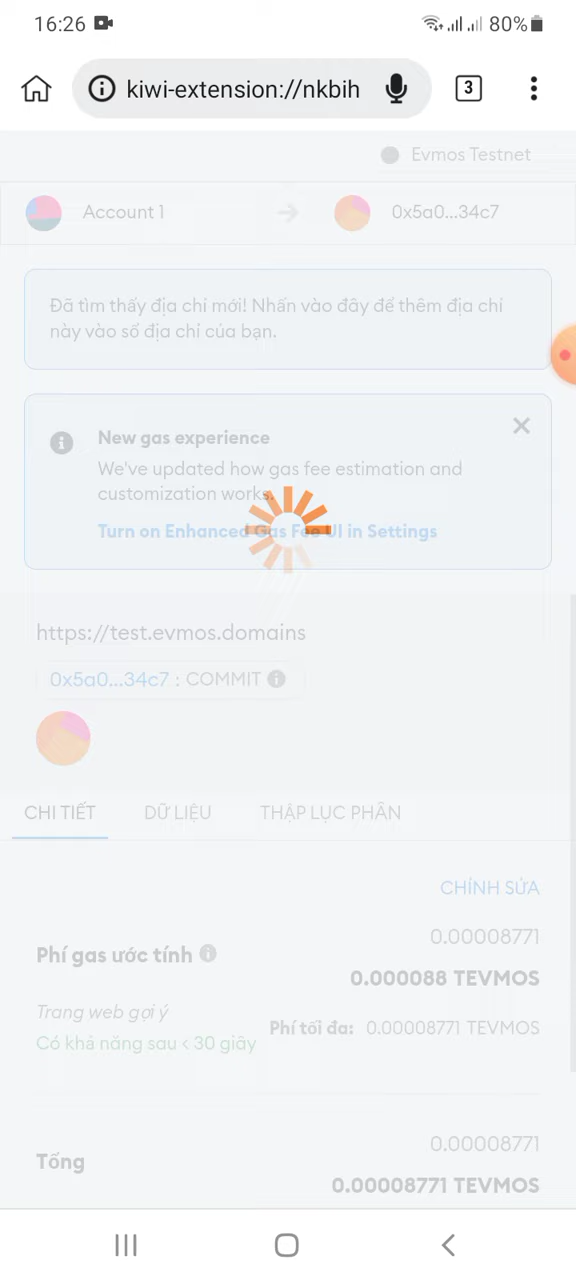 16:26
80%
kiwi-extension://nkbih
3
Evmos Testnet
Account 1
0x5a0...34c7
Đã tìm thấy địa chỉ mới! Nhấn vào đây để thêm địa chỉ
này vào sổ địa chỉ của bạn.
New gas experience
We've updated how gas fee estimation and
customization works.
Turn on Enhanced Gas Fee UI in Settings
https://test.evmos.domains
0x5a0...34c7 : COMMIT
CHI TIẾT
DỮ LIỆU
THẬP LỤC PHÂN
CHỈNH SỬA
0.00008771
Phí gas ước tính
0.000088 TEVMOS
Trang web gợi ý
Phí tối đa: 0.00008771 TEVMOS
Có khả năng sau < 30 giây
0.00008771
Tổng
0.00008771 TEVMOS